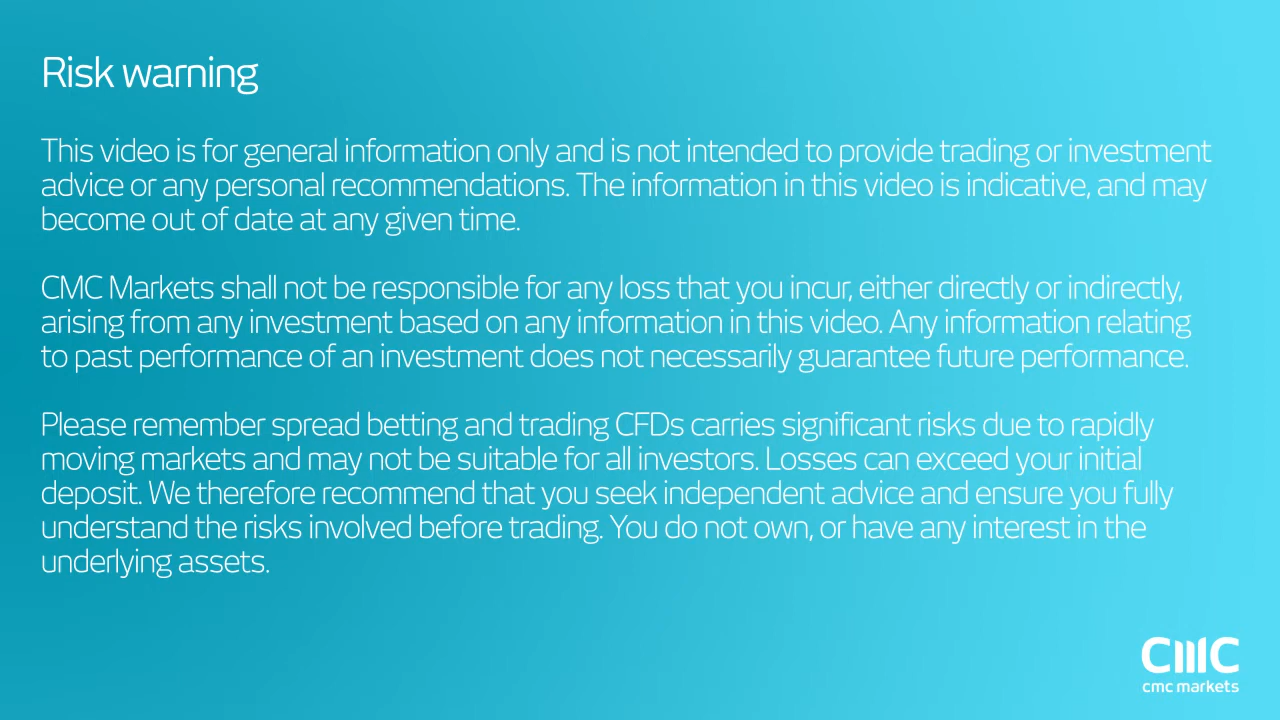 Risk warning
This video is for general information only and is not intended to provide trading or investment
advice or any personal recommendations. The information in this video is indicative, and may
become out of date at any given time.
CMC Markets shall not be responsible for any loss that you incur, either directly or indirectly,
arising from any investment based on any information in this video. Any information relating
to past performance of an investment does not necessarily guarantee future performance.
Please remember spread betting and trading CFDs carries significant risks due to rapidly
moving markets and may not be suitable for all investors. Losses can exceed your initial
deposit. We therefore recommend that you seek independent advice and ensure you fully
understand the risks involved before trading. You do not own, or have any interest in the
underlying assets.
CMC
cmc markets